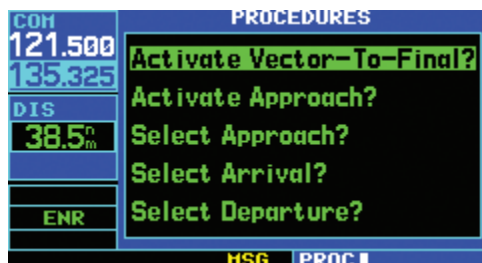 COM
121.500
135.325
DIS
38.5nm
ENR
PROCEDURES
Activate Vector-To-Final?
Activate Approach?
Select Approach?
Select Arrival?
Select Departure?
MSG PROC